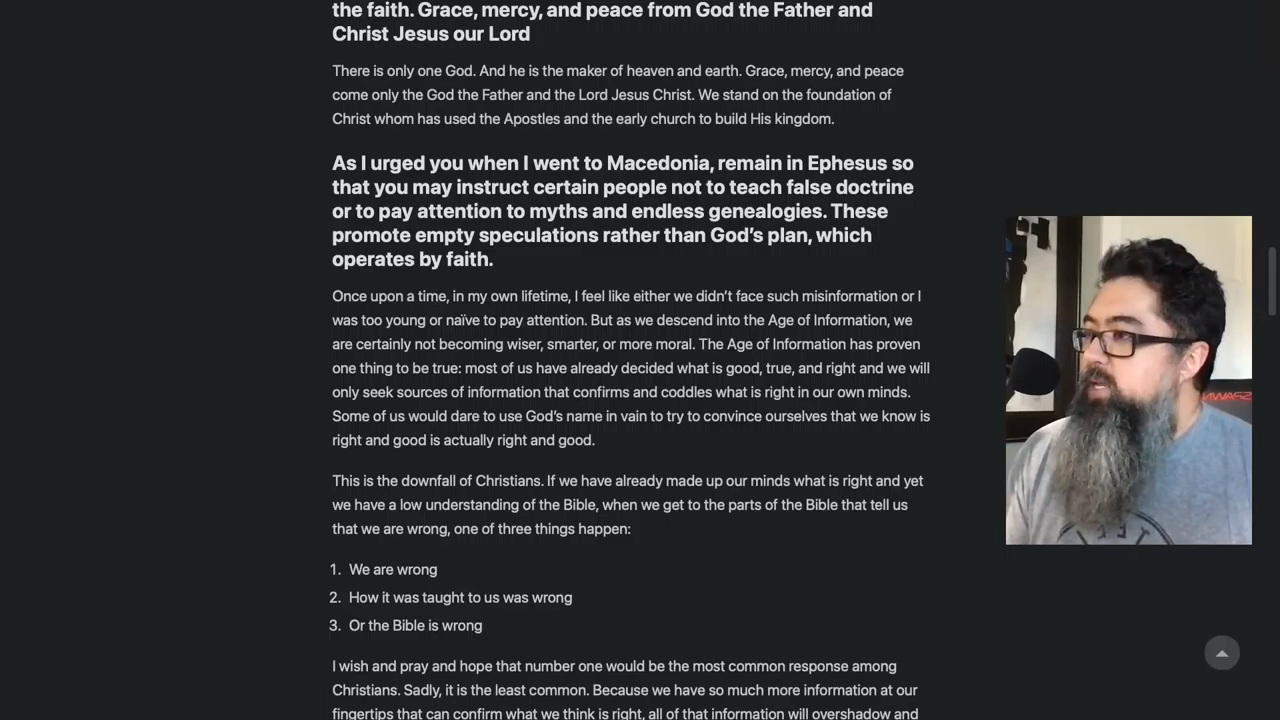 the faith. Grace, mercy, and peace from God the Father and
Christ Jesus our Lord
There is only one God. And he is the maker of heaven and earth. Grace, mercy, and peace
come only the God the Father and the Lord Jesus Christ. We stand on the foundation of
Christ whom has used the Apostles and the early church to build His kingdom.
As I urged you when I went to Macedonia, remain in Ephesus so
that you may instruct certain people not to teach false doctrine
or to pay attention to myths and endless genealogies. These
promote empty speculations rather than God’s plan, which
operates by faith.
Once upon a time, in my own lifetime, I feel like either we didn’t face such misinformation or I
was too young or naïve to pay attention. But as we descend into the Age of Information, we
are certainly not becoming wiser, smarter, or more moral. The Age of Information has proven
one thing to be true: most of us have already decided what is good, true, and right and we will
only seek sources of information that confirms and coddles what is right in our own minds.
Some of us would dare to use God’s name in vain to try to convince ourselves that we know is
right and good is actually right and good.
This is the downfall of Christians. If we have already made up our minds what is right and yet
we have a low understanding of the Bible, when we get to the parts of the Bible that tell us
that we are wrong, one of three things happen:
1. We are wrong
2. How it was taught to us was wrong
3. Or the Bible is wrong
I wish and pray and hope that number one would be the most common response among
Christians. Sadly, it is the least common. Because we have so much more information at our
fingertips that can confirm what we think is right, all of that information will overshadow and